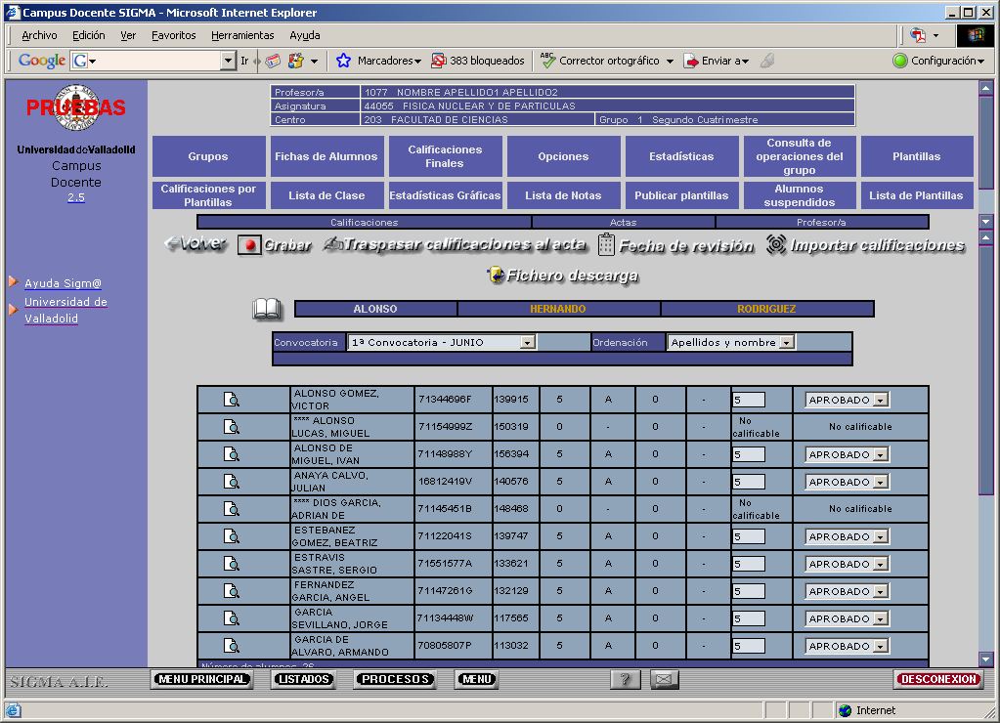 Campus Docente SIGMA - Microsoft Internet Explorer
Archivo Edición Ver Favoritos Herramientas Ayuda
Google G Ir Marcadores 383 bloqueados ABC Corrector ortográfico Enviar a Configuración
PRUEBAS
Universidad de Valladolid
Campus
Docente
2.5
Ayuda Sigm@
Universidad de
Valladolid
Profesor/a 1077 NOMBRE APELLIDO1 APELLIDO2
Asignatura 44055 FISICA NUCLEAR Y DE PARTICULAS
Centro 203 FACULTAD DE CIENCIAS Grupo 1 Segundo Cuatrimestre
Grupos Fichas de Alumnos Calificaciones Finales Opciones Estadísticas Consulta de operaciones del grupo Plantillas
Calificaciones por Plantillas Lista de Clase Estadísticas Gráficas Lista de Notas Publicar plantillas Alumnos suspendidos Lista de Plantillas
Calificaciones Actas Profesor/a
Volver Grabar Traspasar calificaciones al acta Fecha de revisión Importar calificaciones
Fichero descarga
ALONSO HERNANDO RODRIGUEZ
Convocatoria 1ª Convocatoria - JUNIO Ordenación Apellidos y nombre
ALONSO GOMEZ, VICTOR 71344696F 139915 5 A 0 - 5 APROBADO
**** ALONSO LUCAS, MIGUEL 71154999Z 150319 0 - 0 - No calificable No calificable
ALONSO DE MIGUEL, IVAN 71148988Y 156394 5 A 0 - 5 APROBADO
ANAYA CALVO, JULIAN 16812419V 140576 5 A 0 - 5 APROBADO
**** DIOS GARCIA, ADRIAN DE 71145451B 148468 0 - 0 - No calificable No calificable
ESTEBANEZ GOMEZ, BEATRIZ 71122041S 139747 5 A 0 - 5 APROBADO
ESTRAVIS SASTRE, SERGIO 71551577A 133621 5 A 0 - 5 APROBADO
FERNANDEZ GARCIA, ANGEL 71147261G 132129 5 A 0 - 5 APROBADO
GARCIA SEVILLANO, JORGE 71134448W 117565 5 A 0 - 5 APROBADO
GARCIA DE ALVARO, ARMANDO 70805807P 113032 5 A 0 - 5 APROBADO
Número de alumnos: 26
SIGMA A.I.E. MENU PRINCIPAL LISTADOS PROCESOS MENU ? DESCONEXION
Internet